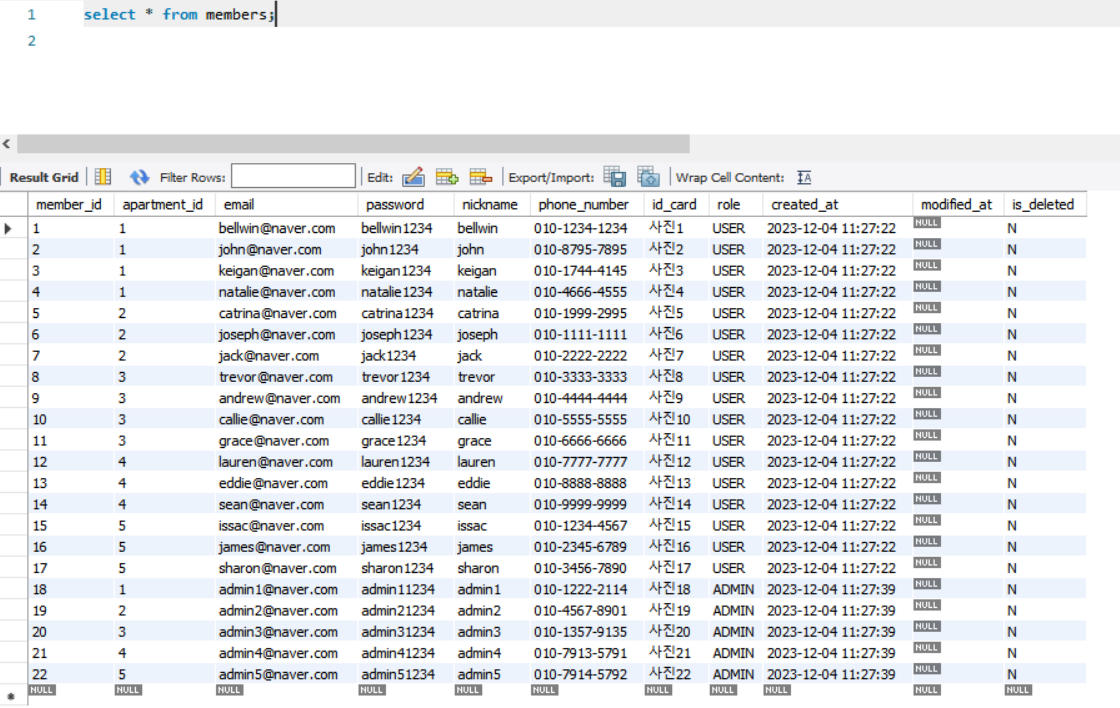 1 select * from members;
2
Result Grid Filter Rows: Edit: Export/Import: Wrap Cell Content:
member_id apartment_id email password nickname phone_number id_card role created_at modified_at is_deleted
1 1 bellwin@naver.com bellwin1234 bellwin 010-1234-1234 사진1 USER 2023-12-04 11:27:22 NULL N
2 1 john@naver.com john1234 john 010-8795-7895 사진2 USER 2023-12-04 11:27:22 NULL N
3 1 keigan@naver.com keigan1234 keigan 010-1744-4145 사진3 USER 2023-12-04 11:27:22 NULL N
4 1 natalie@naver.com natalie1234 natalie 010-4666-4555 사진4 USER 2023-12-04 11:27:22 NULL N
5 2 catrina@naver.com catrina1234 catrina 010-1999-2995 사진5 USER 2023-12-04 11:27:22 NULL N
6 2 joseph@naver.com joseph1234 joseph 010-1111-1111 사진6 USER 2023-12-04 11:27:22 NULL N
7 2 jack@naver.com jack1234 jack 010-2222-2222 사진7 USER 2023-12-04 11:27:22 NULL N
8 3 trevor@naver.com trevor1234 trevor 010-3333-3333 사진8 USER 2023-12-04 11:27:22 NULL N
9 3 andrew@naver.com andrew1234 andrew 010-4444-4444 사진9 USER 2023-12-04 11:27:22 NULL N
10 3 callie@naver.com callie1234 callie 010-5555-5555 사진10 USER 2023-12-04 11:27:22 NULL N
11 3 grace@naver.com grace1234 grace 010-6666-6666 사진11 USER 2023-12-04 11:27:22 NULL N
12 4 lauren@naver.com lauren1234 lauren 010-7777-7777 사진12 USER 2023-12-04 11:27:22 NULL N
13 4 eddie@naver.com eddie1234 eddie 010-8888-8888 사진13 USER 2023-12-04 11:27:22 NULL N
14 4 sean@naver.com sean1234 sean 010-9999-9999 사진14 USER 2023-12-04 11:27:22 NULL N
15 5 issac@naver.com issac1234 issac 010-1234-4567 사진15 USER 2023-12-04 11:27:22 NULL N
16 5 james@naver.com james1234 james 010-2345-6789 사진16 USER 2023-12-04 11:27:22 NULL N
17 5 sharon@naver.com sharon1234 sharon 010-3456-7890 사진17 USER 2023-12-04 11:27:22 NULL N
18 1 admin1@naver.com admin11234 admin1 010-1222-2114 사진18 ADMIN 2023-12-04 11:27:39 NULL N
19 2 admin2@naver.com admin21234 admin2 010-4567-8901 사진19 ADMIN 2023-12-04 11:27:39 NULL N
20 3 admin3@naver.com admin31234 admin3 010-1357-9135 사진20 ADMIN 2023-12-04 11:27:39 NULL N
21 4 admin4@naver.com admin41234 admin4 010-7913-5791 사진21 ADMIN 2023-12-04 11:27:39 NULL N
22 5 admin5@naver.com admin51234 admin5 010-7914-5792 사진22 ADMIN 2023-12-04 11:27:39 NULL N
NULL NULL NULL NULL NULL NULL NULL NULL NULL NULL NULL